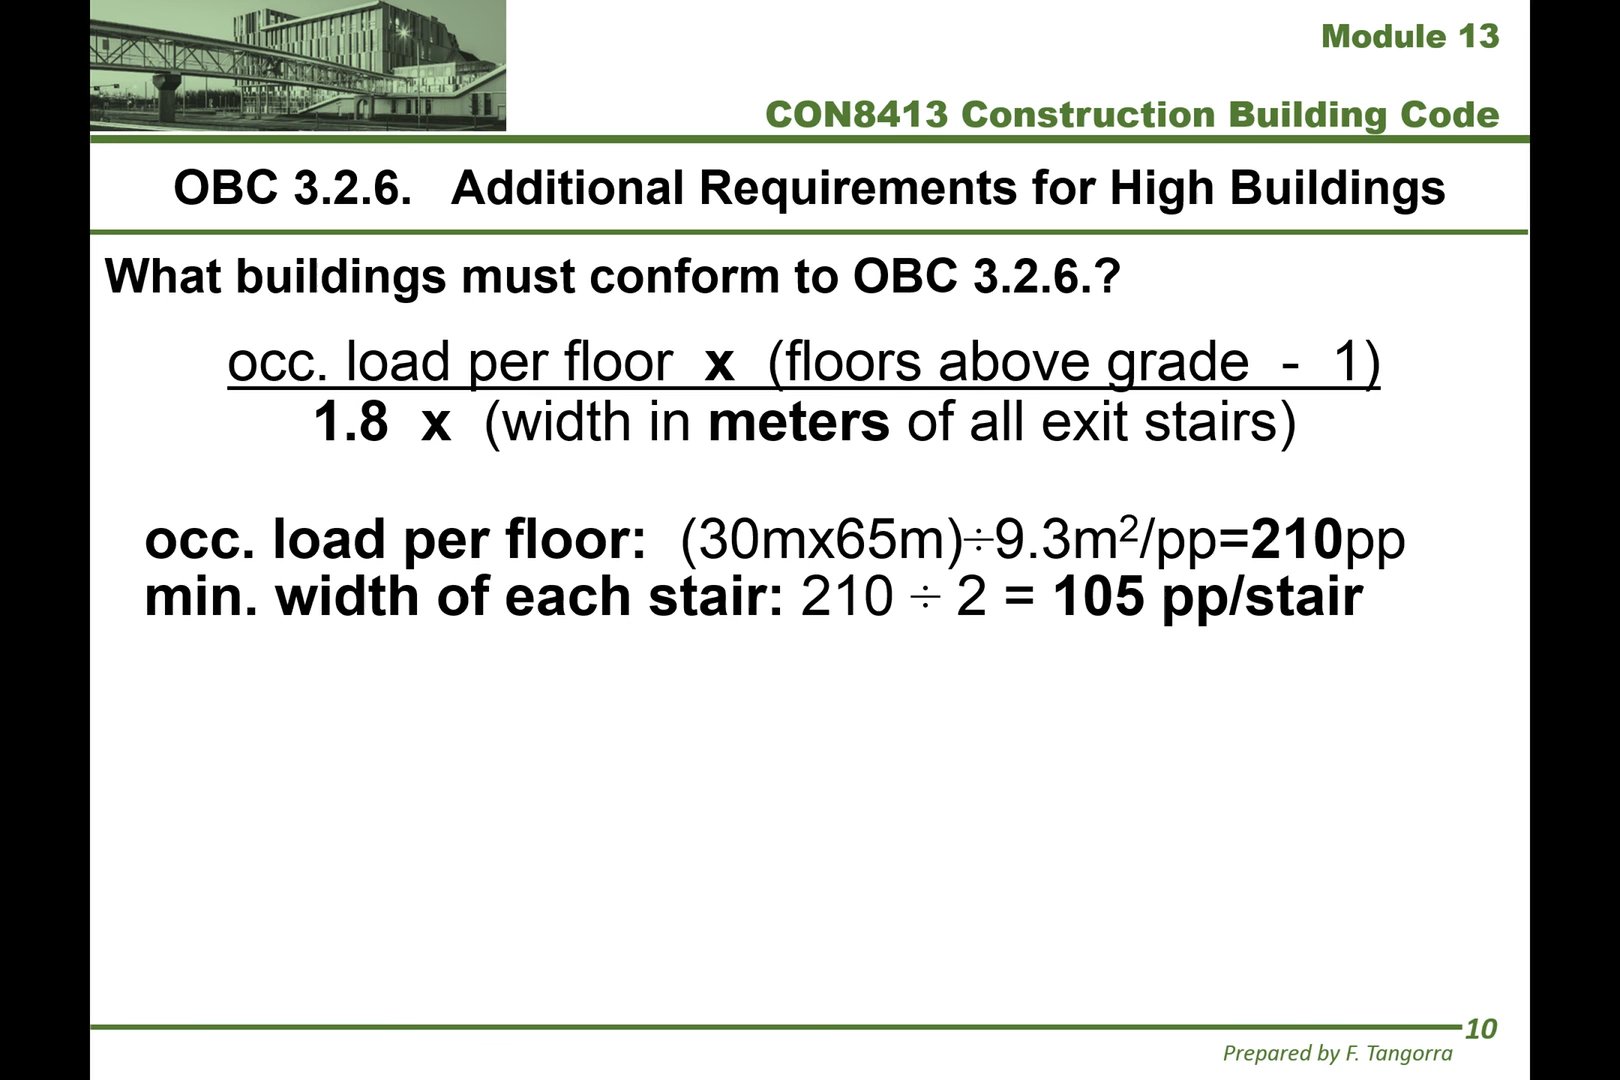 Module 13
CON8413 Construction Building Code
OBC 3.2.6. Additional Requirements for High Buildings
What buildings must conform to OBC 3.2.6.?
occ. load per floor x (floors above grade - 1)
1.8 x (width in meters of all exit stairs)
occ. load per floor: (30mx65m)÷9.3m²/pp=210pp
min. width of each stair: 210 ÷ 2 = 105 pp/stair
10
Prepared by F. Tangorra